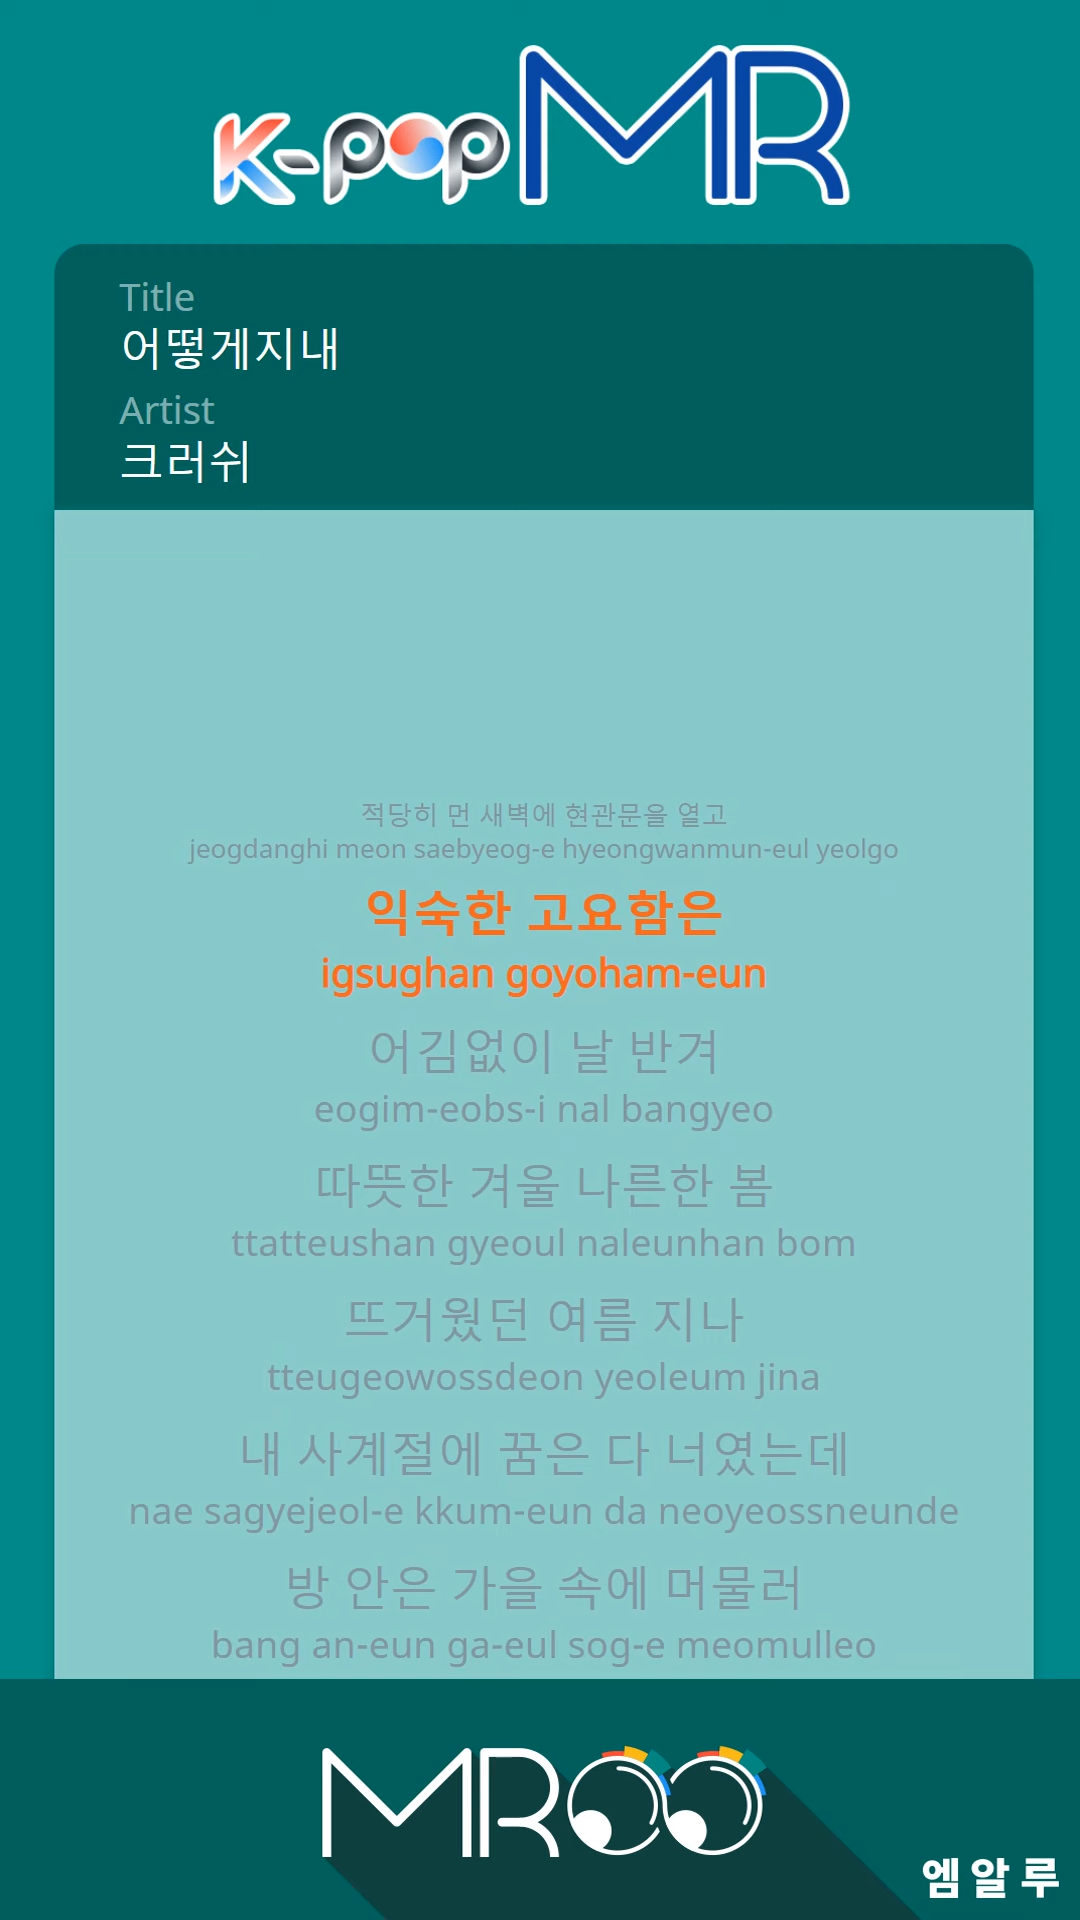 K-pop MR
Title
어떻게지내
Artist
크러쉬
적당히 먼 새벽에 현관문을 열고
jeogdanghi meon saebyeog-e hyeongwanmun-eul yeolgo
익숙한 고요함은
igsughan goyoham-eun
어김없이 날 반겨
eogim-eobs-i nal bangyeo
따뜻한 겨울 나른한 봄
ttatteushan gyeoul naleunhan bom
뜨거웠던 여름 지나
tteugeowossdeon yeoleum jina
내 사계절에 꿈은 다 너였는데
nae sagyejeol-e kkum-eun da neoyeossneunde
방 안은 가을 속에 머물러
bang an-eun ga-eul sog-e meomulleo
MROO
엠알루